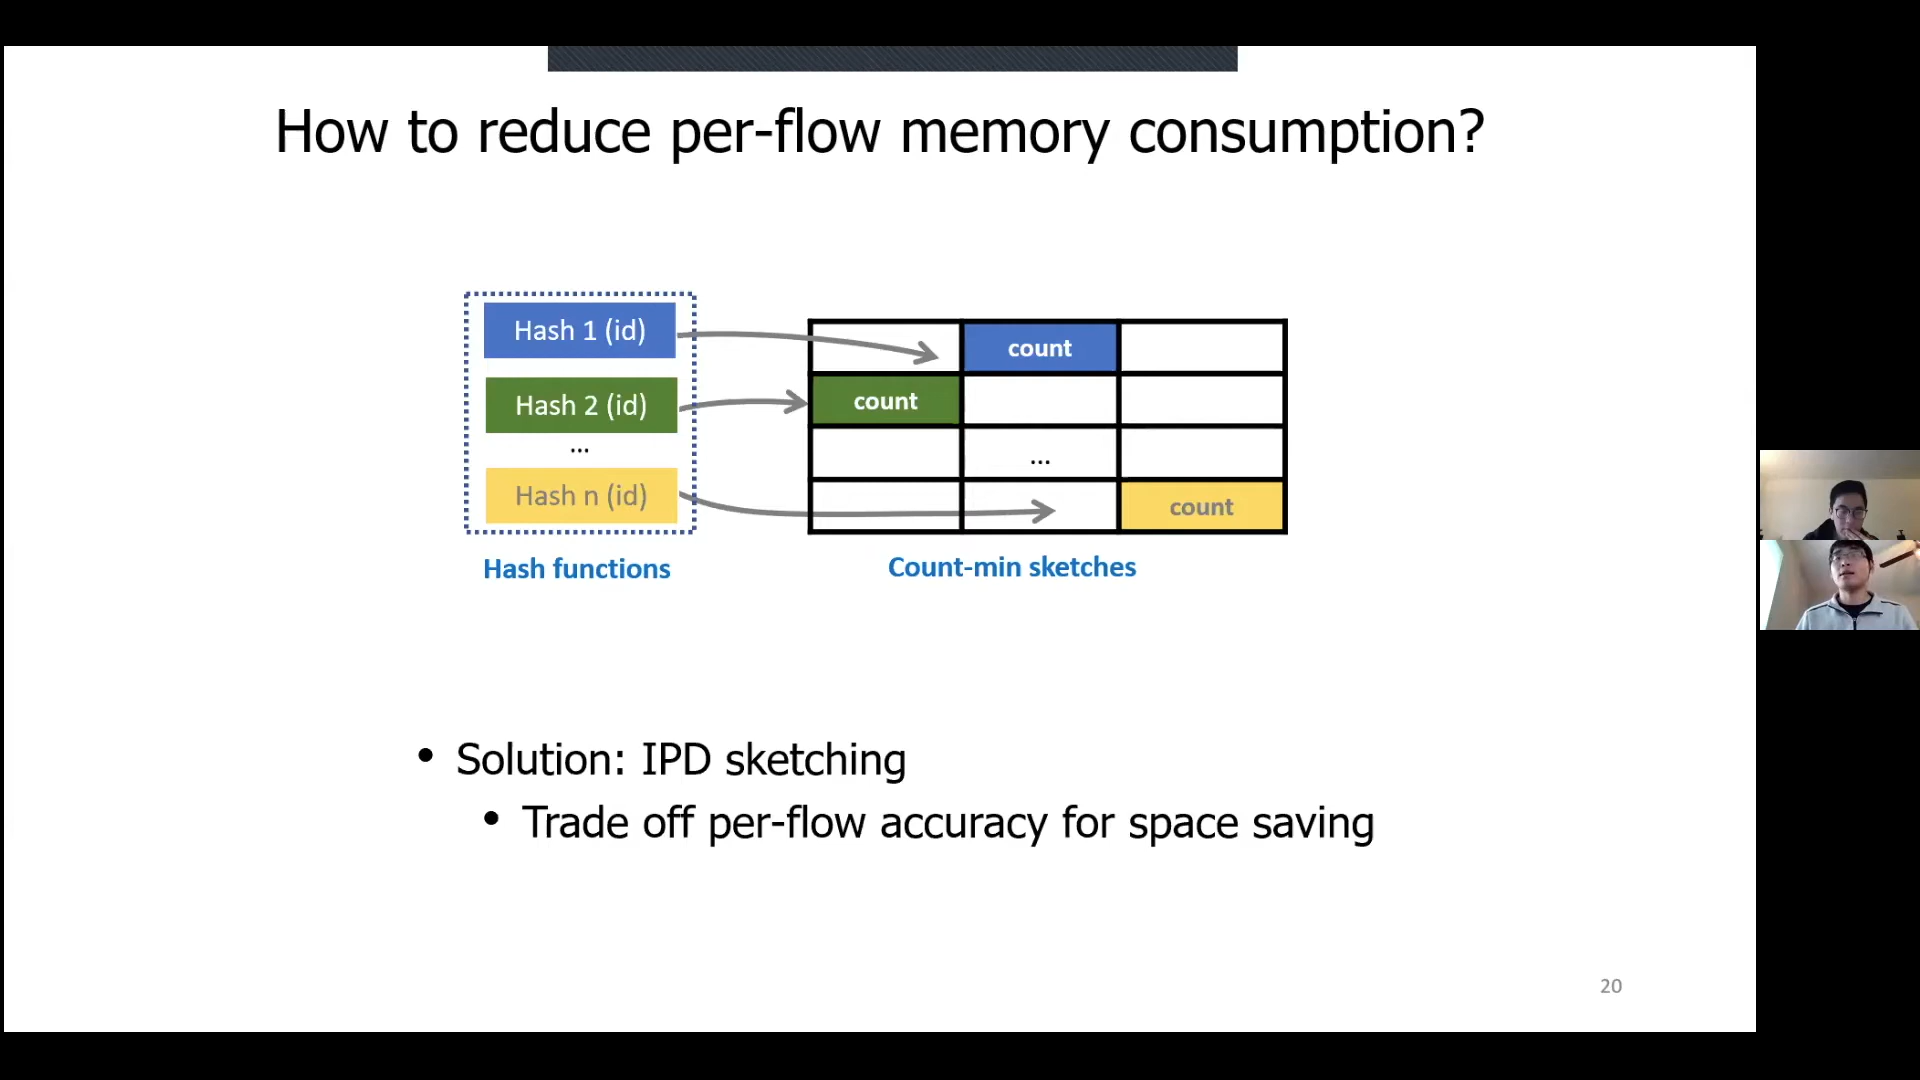 How to reduce per-flow memory consumption?
Hash 1 (id)
Hash 2 (id)
...
Hash n (id)
Hash functions
count
count
...
count
Count-min sketches
• Solution: IPD sketching
• Trade off per-flow accuracy for space saving
20